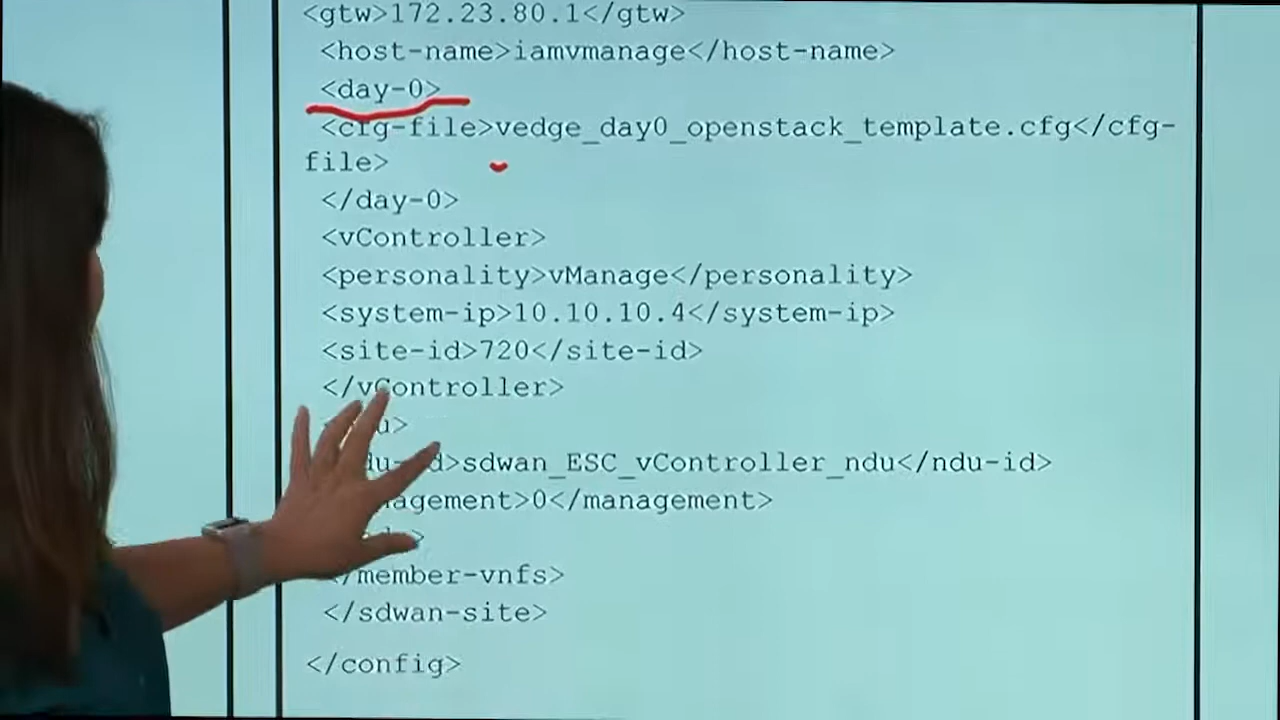 <gtw>172.23.80.1</gtw>
<host-name>iamvmanage</host-name>
<day-0>
<cfg-file>vedge_day0_openstack_template.cfg</cfg-
file>
</day-0>
<vController>
<personality>vManage</personality>
<system-ip>10.10.10.4</system-ip>
<site-id>720</site-id>
</vController>
sdwan_ESC_vController_ndu</ndu-id>
0</management>
</member-vnfs>
</sdwan-site>
</config>